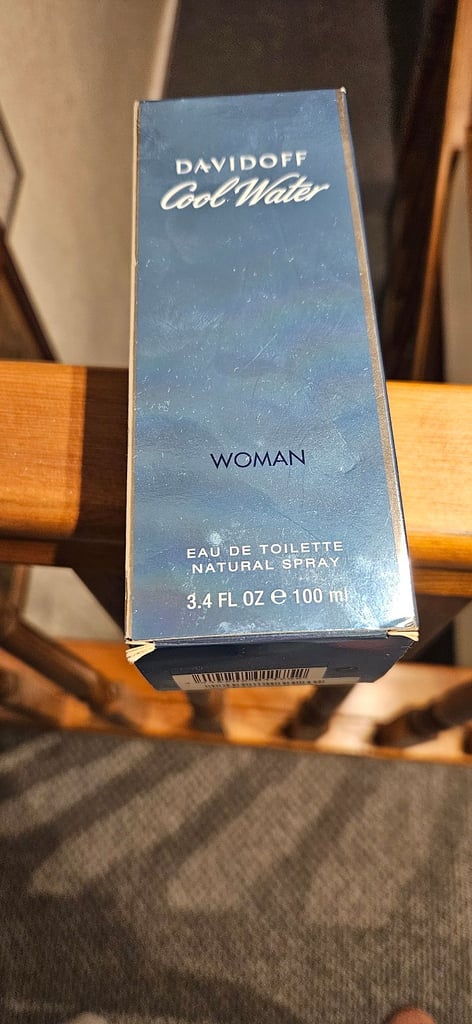 DAVIDOFF
Cool Water
WOMAN
EAU DE TOILETTE
NATURAL SPRAY
3.4 FL OZ ℮ 100 ml